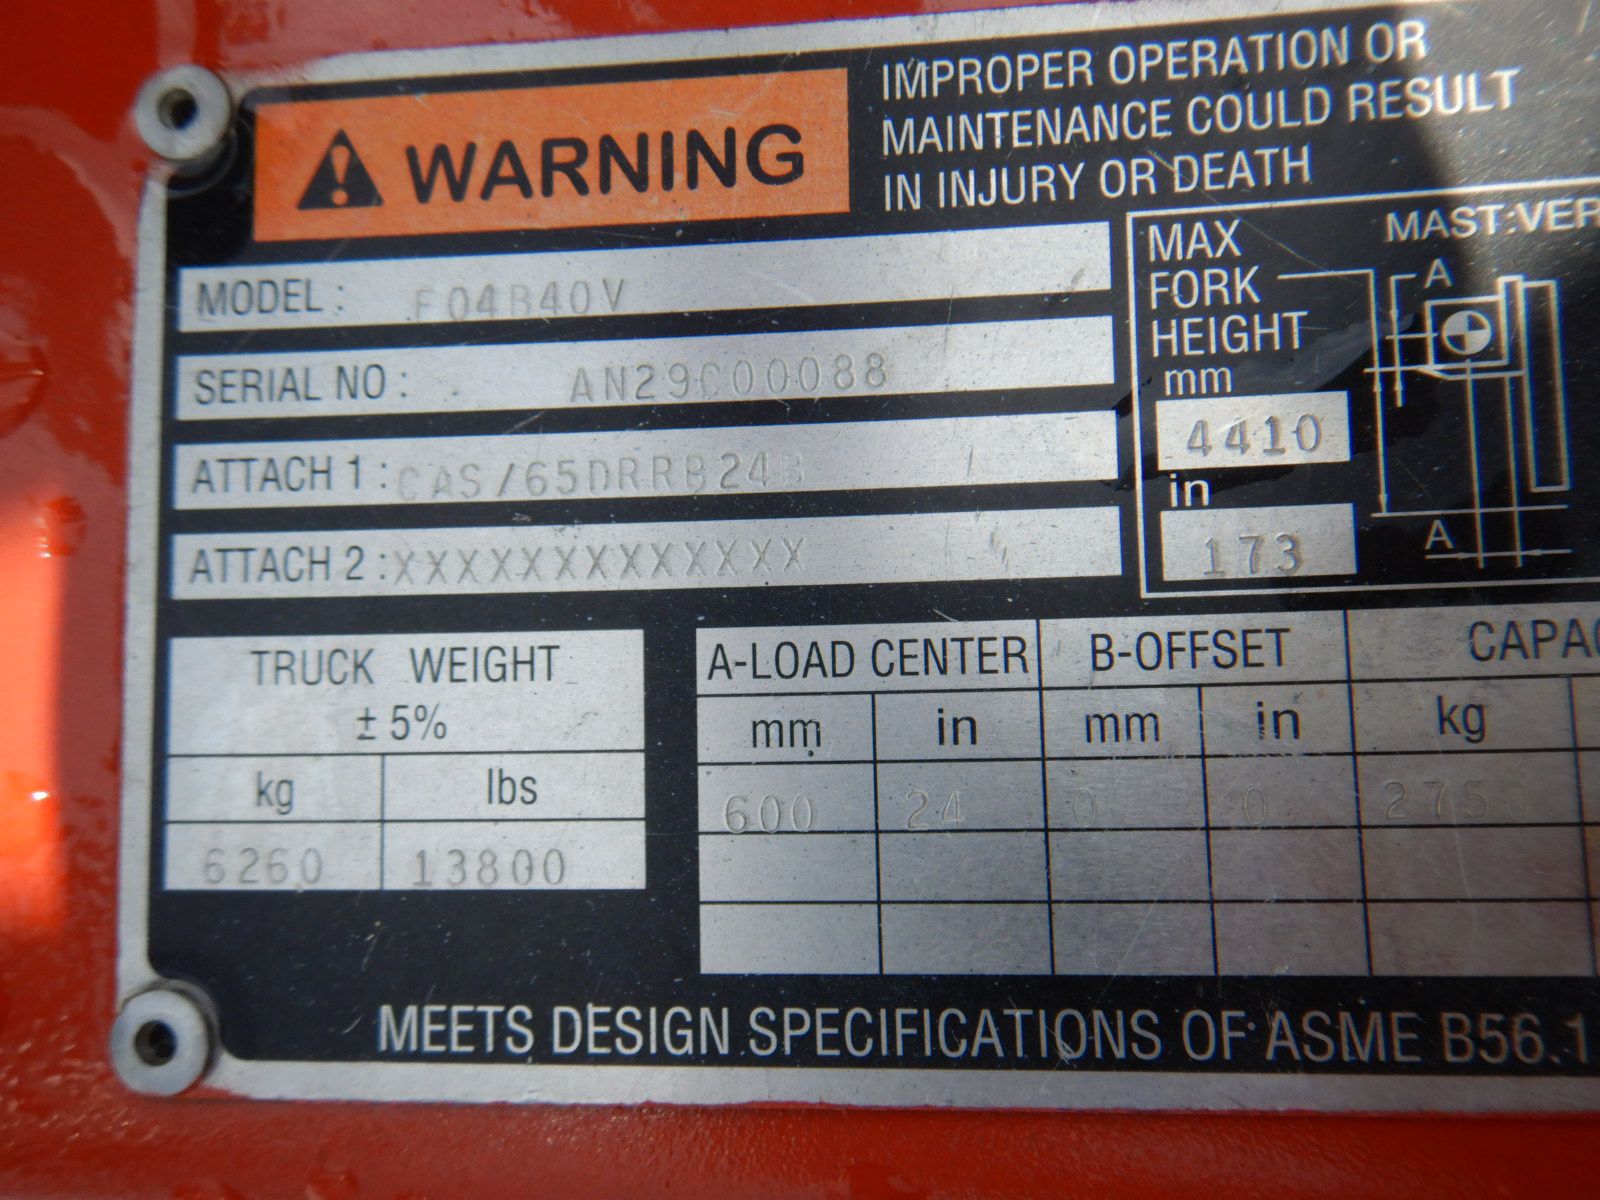 WARNING
IMPROPER OPERATION OR
MAINTENANCE COULD RESULT
IN INJURY OR DEATH
MODEL: F04B40V
SERIAL NO: AN29C00088
ATTACH 1: CAS/65DRRB24B
ATTACH 2: XXXXXXXXXXXXXX
MAX
FORK
HEIGHT
mm
4410
in
173
MAST:VER
A
A
TRUCK WEIGHT
± 5%
kg lbs
6260 13800
A-LOAD CENTER B-OFFSET CAPAC
mm in mm in kg
600 24 0 0 2750
MEETS DESIGN SPECIFICATIONS OF ASME B56.1